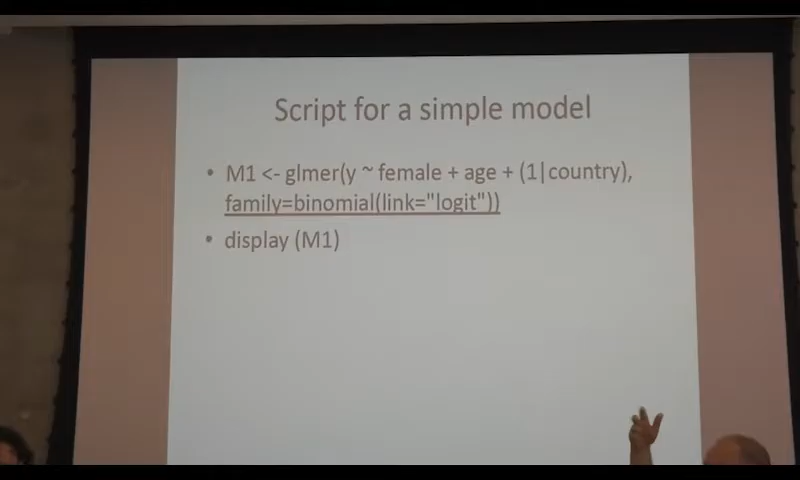 Script for a simple model
• M1 <- glmer(y ~ female + age + (1|country),
family=binomial(link="logit"))
• display (M1)